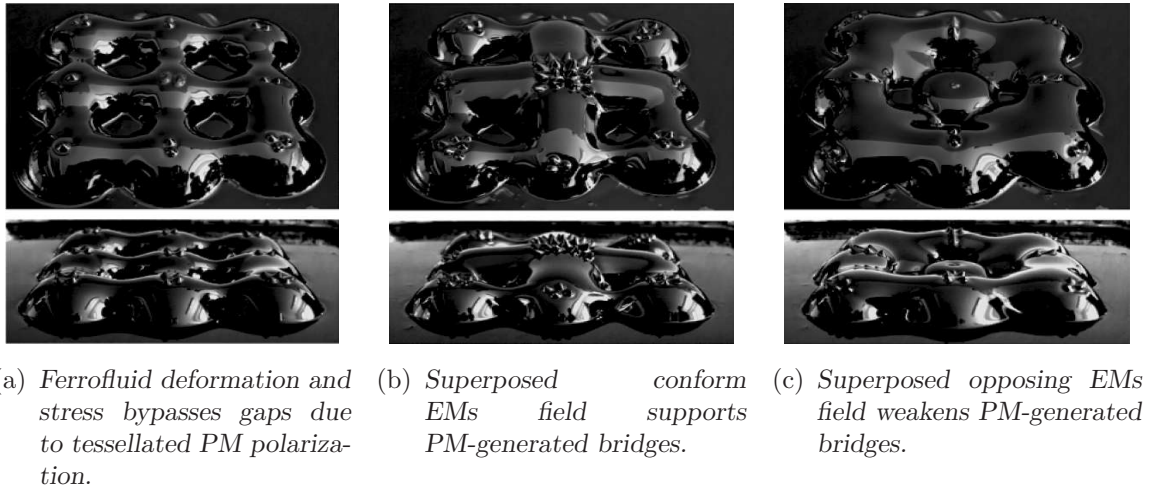 a) Ferrofluid deformation and
stress bypasses gaps due
to tessellated PM polariza-
tion.
(b) Superposed conform
EMs field supports
PM-generated bridges.
(c) Superposed opposing EMs
field weakens PM-generated
bridges.